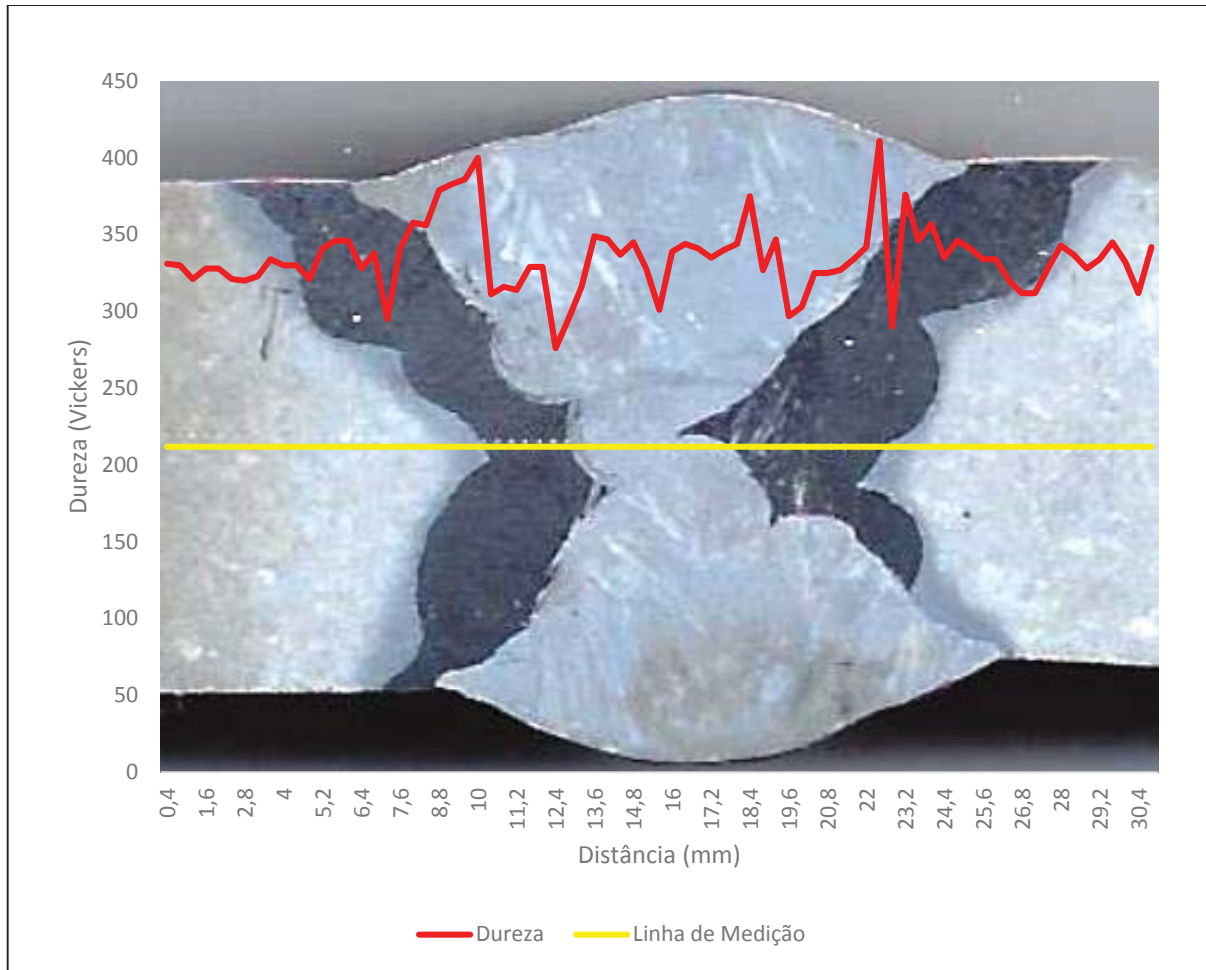 450
400
350
300
250
200
150
100
50
0
Dureza (Vickers)
0,4 1,6 2,8 4 5,2 6,4 7,6 8,8 10 11,2 12,4 13,6 14,8 16 17,2 18,4 19,6 20,8 22 23,2 24,4 25,6 26,8 28 29,2 30,4
Distância (mm)
Dureza Linha de Medição